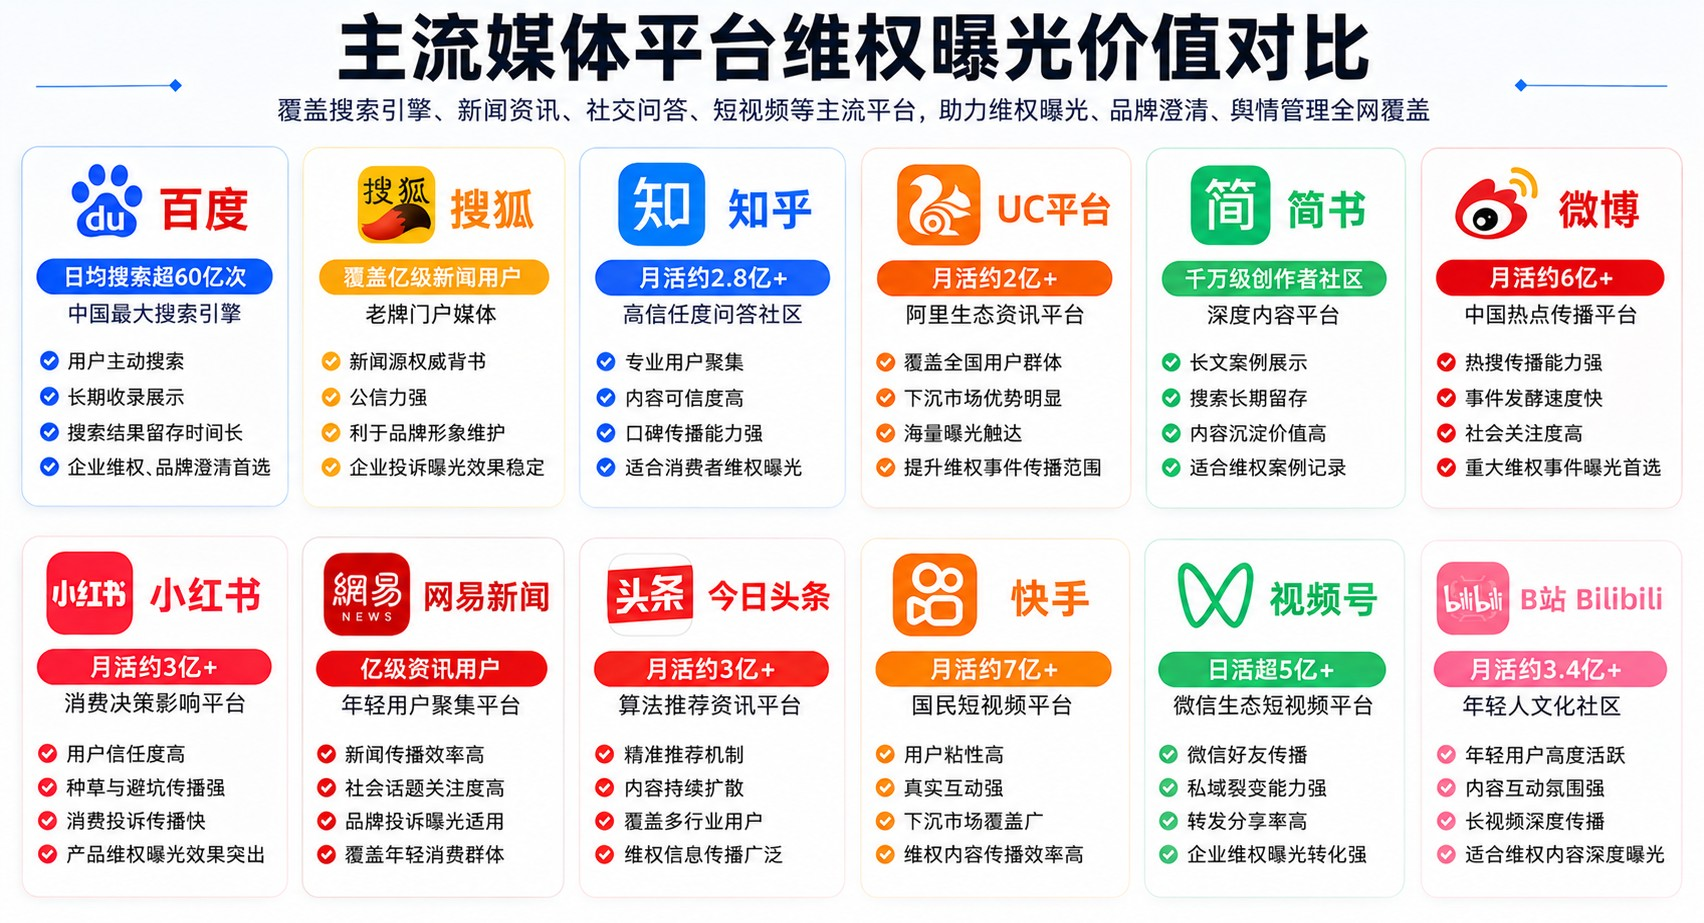 主流媒体平台维权曝光价值对比
覆盖搜索引擎、新闻资讯、社交问答、短视频等主流平台，助力维权曝光、品牌澄清、舆情管理全网覆盖
du
百度
日均搜索超60亿次
中国最大搜索引擎
用户主动搜索
长期收录展示
搜索结果留存时间长
企业维权、品牌澄清首选
搜狐
搜狐
覆盖亿级新闻用户
老牌门户媒体
新闻源权威背书
公信力强
利于品牌形象维护
企业投诉曝光效果稳定
知
知乎
月活约2.8亿+
高信任度问答社区
专业用户聚集
内容可信度高
口碑传播能力强
适合消费者维权曝光
UC平台
月活约2亿+
阿里生态资讯平台
覆盖全国用户群体
下沉市场优势明显
海量曝光触达
提升维权事件传播范围
简
简书
千万级创作者社区
深度内容平台
长文案例展示
搜索长期留存
内容沉淀价值高
适合维权案例记录
微博
月活约6亿+
中国热点传播平台
热搜传播能力强
事件发酵速度快
社会关注度高
重大维权事件曝光首选
小红书
小红书
月活约3亿+
消费决策影响平台
用户信任度高
种草与避坑传播强
消费投诉传播快
产品维权曝光效果突出
網易
NEWS
网易新闻
亿级资讯用户
年轻用户聚集平台
新闻传播效率高
社会话题关注度高
品牌投诉曝光适用
覆盖年轻消费群体
头条
今日头条
月活约3亿+
算法推荐资讯平台
精准推荐机制
内容持续扩散
覆盖多行业用户
维权信息传播广泛
快手
月活约7亿+
国民短视频平台
用户粘性高
真实互动强
下沉市场覆盖广
维权内容传播效率高
视频号
日活超5亿+
微信生态短视频平台
微信好友传播
私域裂变能力强
转发分享率高
企业维权曝光转化强
bilibili
B站 Bilibili
月活约3.4亿+
年轻人文化社区
年轻用户高度活跃
内容互动氛围强
长视频深度传播
适合维权内容深度曝光